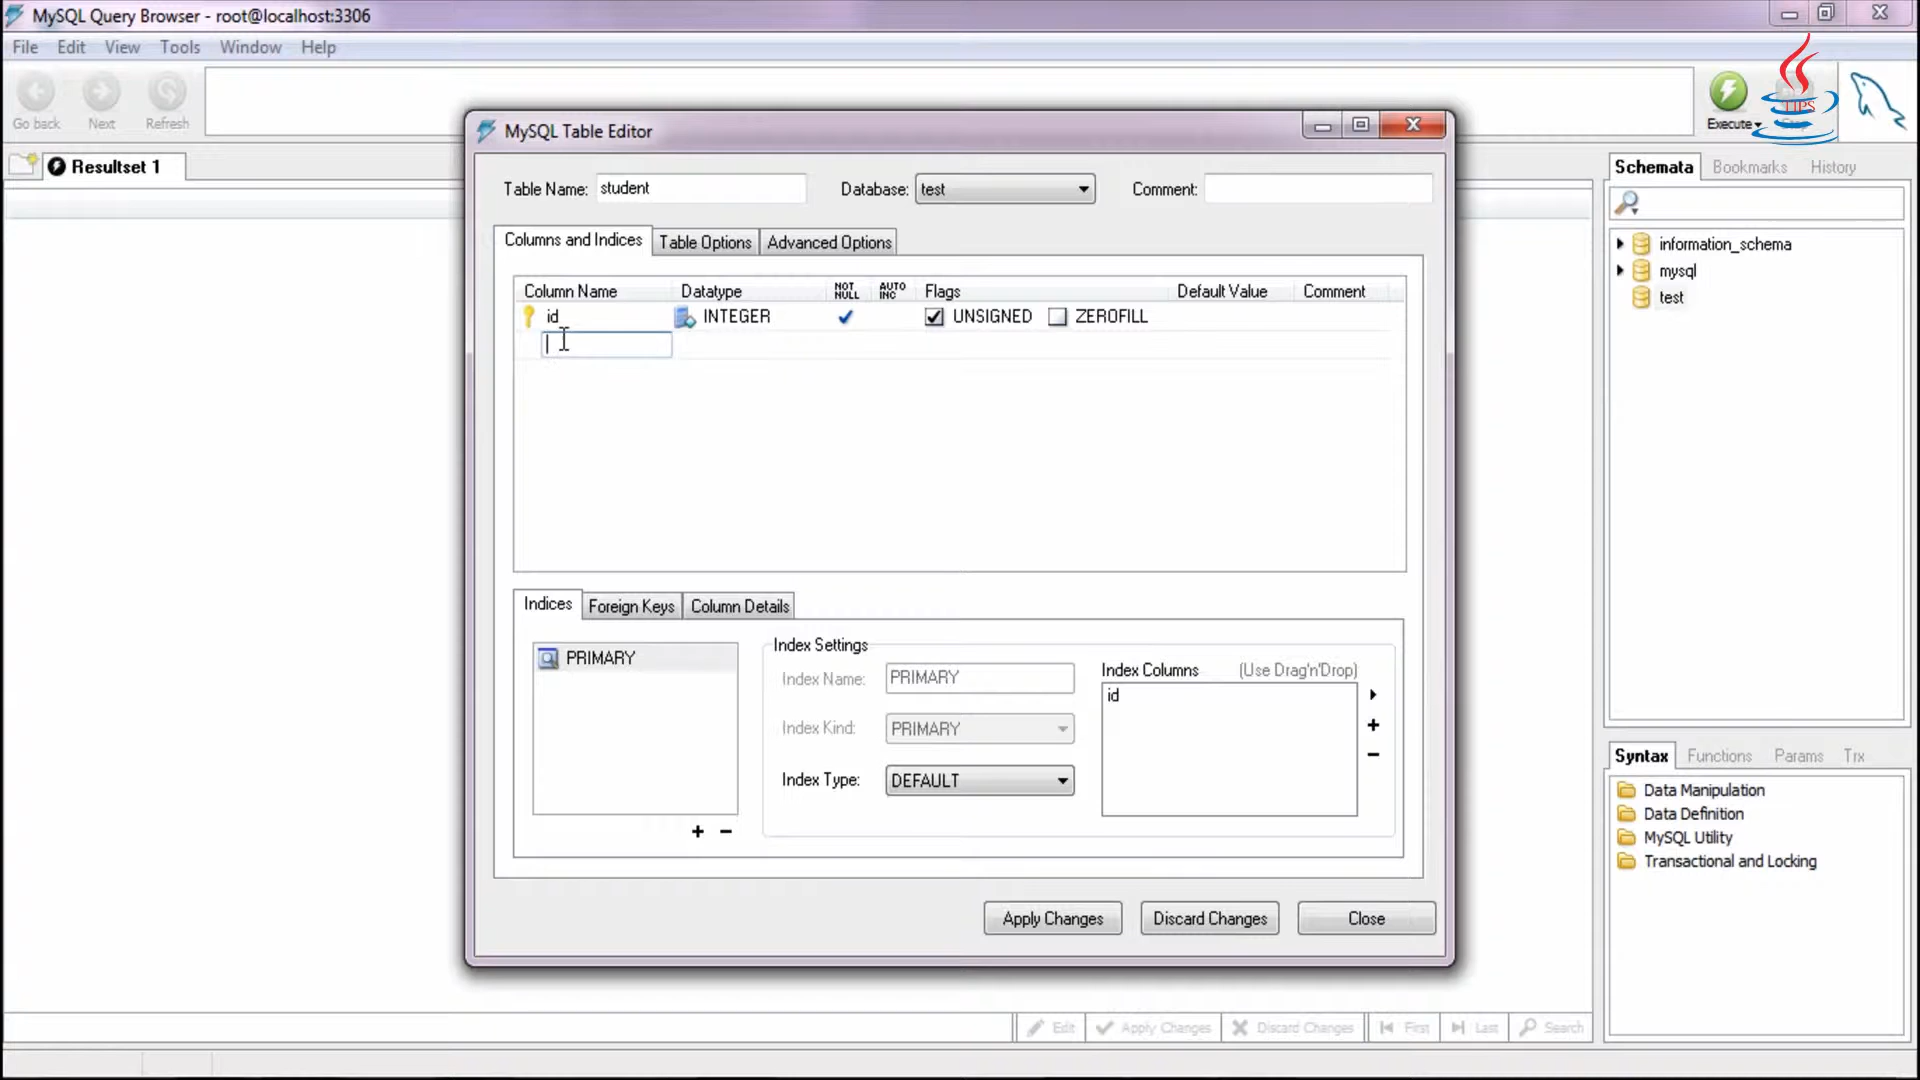 MySQL Query Browser - root@localhost:3306
File Edit View Tools Window Help
Go back Next Refresh
Execute
TIPS
Resultset 1
MySQL Table Editor
Table Name: student Database: test Comment:
Columns and Indices Table Options Advanced Options
Column Name Datatype NOT NULL AUTO INC Flags Default Value Comment
id INTEGER UNSIGNED ZEROFILL
Indices Foreign Keys Column Details
PRIMARY
Index Settings
Index Name: PRIMARY
Index Kind: PRIMARY
Index Type: DEFAULT
Index Columns (Use Drag'n'Drop)
id
Apply Changes Discard Changes Close
Schemata Bookmarks History
information_schema
mysql
test
Syntax Functions Params Trx
Data Manipulation
Data Definition
MySQL Utility
Transactional and Locking
Edit Apply Changes Discard Changes First Last Search